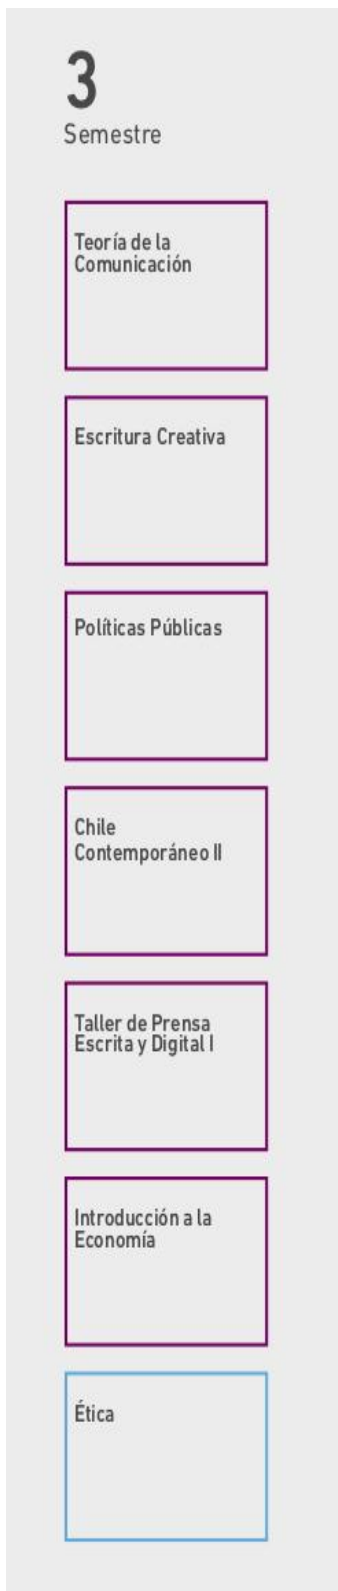 3
Semestre
Teoría de la
Comunicación
Escritura Creativa
Políticas Públicas
Chile
Contemporáneo II
Taller de Prensa
Escrita y Digital I
Introducción a la
Economía
Ética